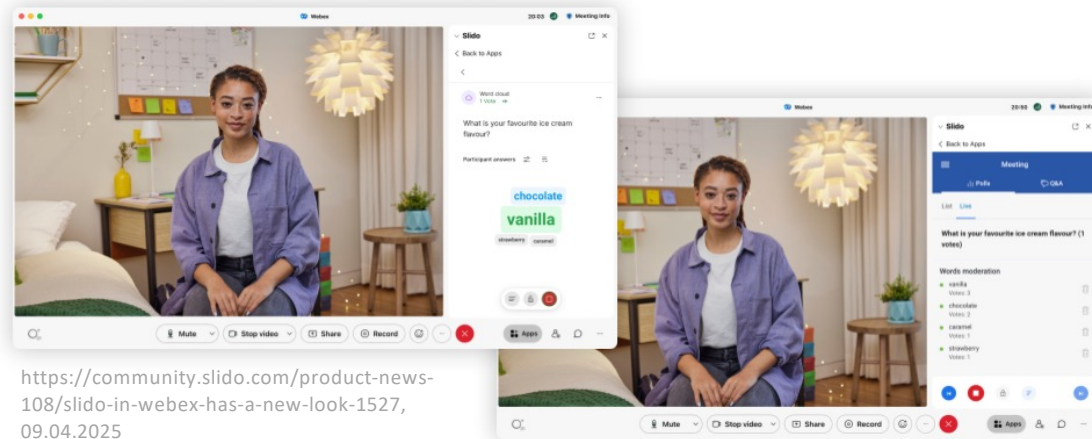 Webex
20:03
Meeting Info
Slido
Back to Apps
Word cloud
1 Vote
What is your favourite ice cream
flavour?
Participant answers
chocolate
vanilla
strawberry caramel
Mute
Stop video
Share
Record
Apps
https://community.slido.com/product-news-
108/slido-in-webex-has-a-new-look-1527,
09.04.2025
Webex
20:50
Meeting Info
Slido
Back to Apps
Meeting
Polls
Q&A
List Live
What is your favourite ice cream flavour? (1
votes)
Words moderation
vanilla
Votes: 3
chocolate
Votes: 2
caramel
Votes: 1
strawberry
Votes: 1
Mute
Stop video
Share
Record
Apps